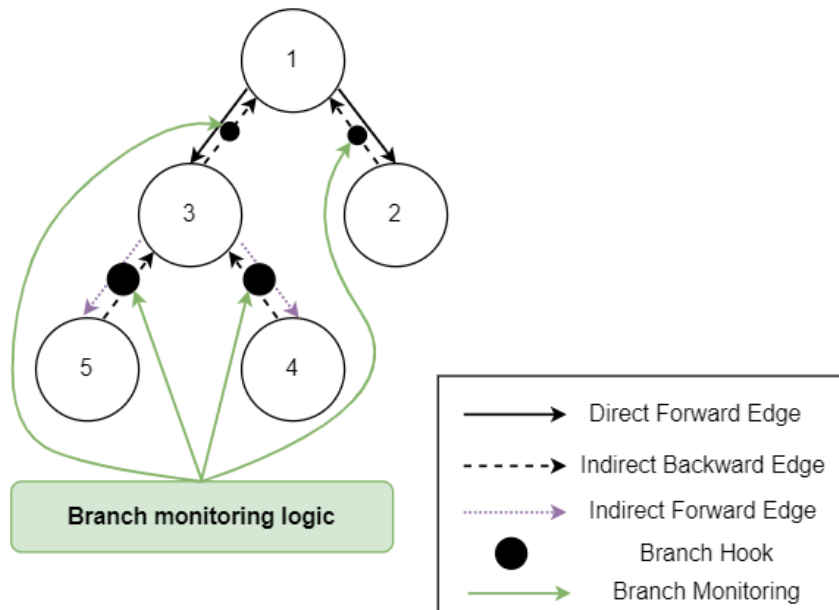 1
3
2
5
4
Branch monitoring logic
Direct Forward Edge
Indirect Backward Edge
Indirect Forward Edge
Branch Hook
Branch Monitoring